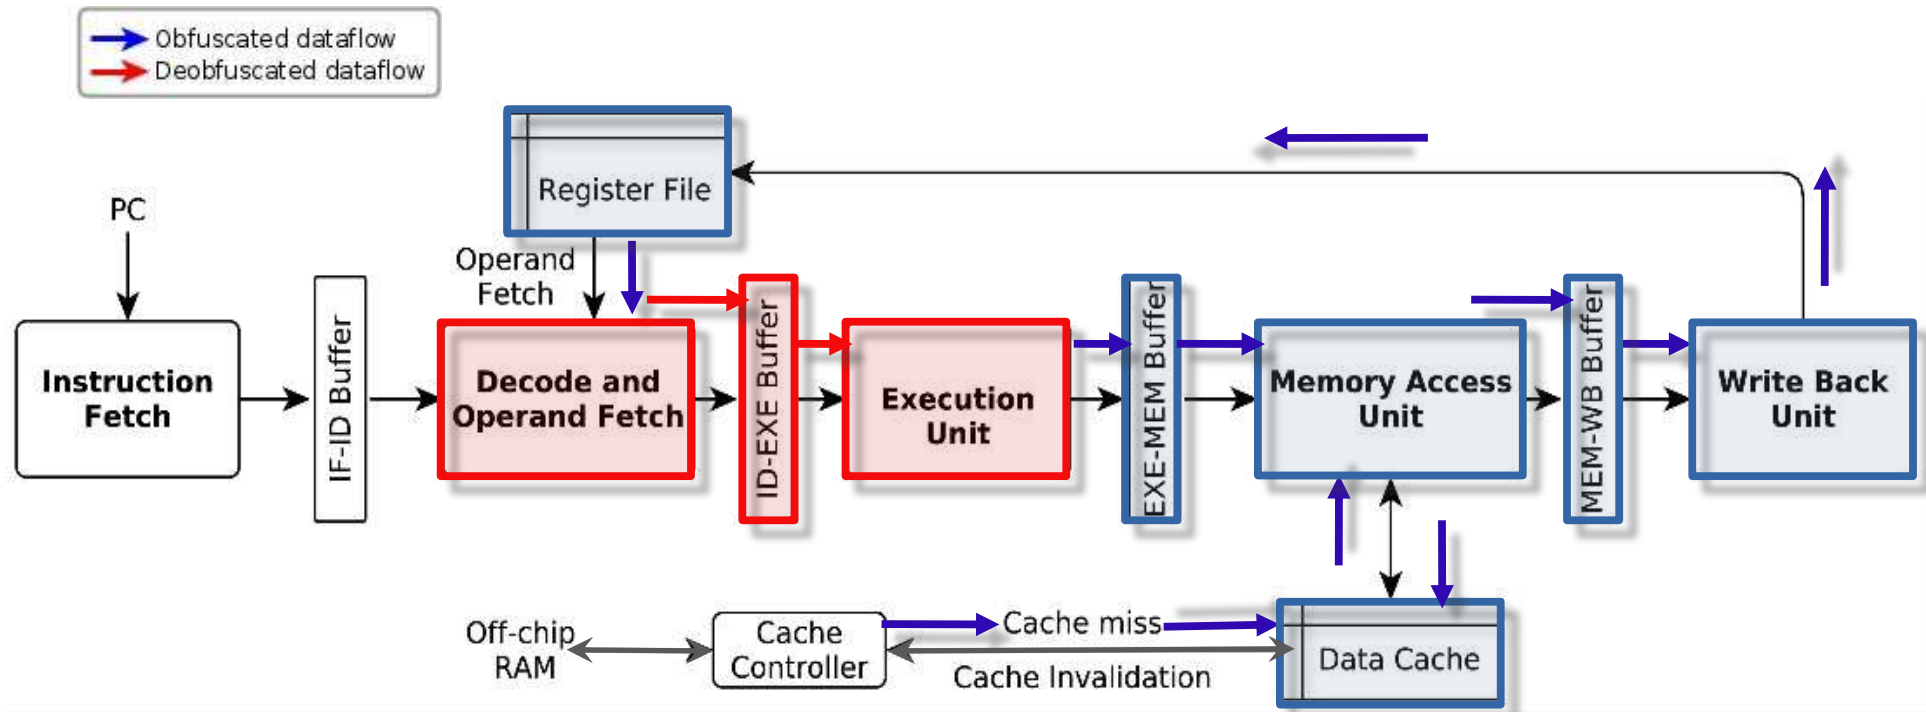 Obfuscated dataflow
Deobfuscated dataflow
Register File
PC
Operand
Fetch
Instruction
Fetch
IF-ID Buffer
Decode and
Operand Fetch
ID-EXE Buffer
Execution
Unit
EXE-MEM Buffer
Memory Access
Unit
MEM-WB Buffer
Write Back
Unit
Off-chip
RAM
Cache
Controller
Cache miss
Cache Invalidation
Data Cache